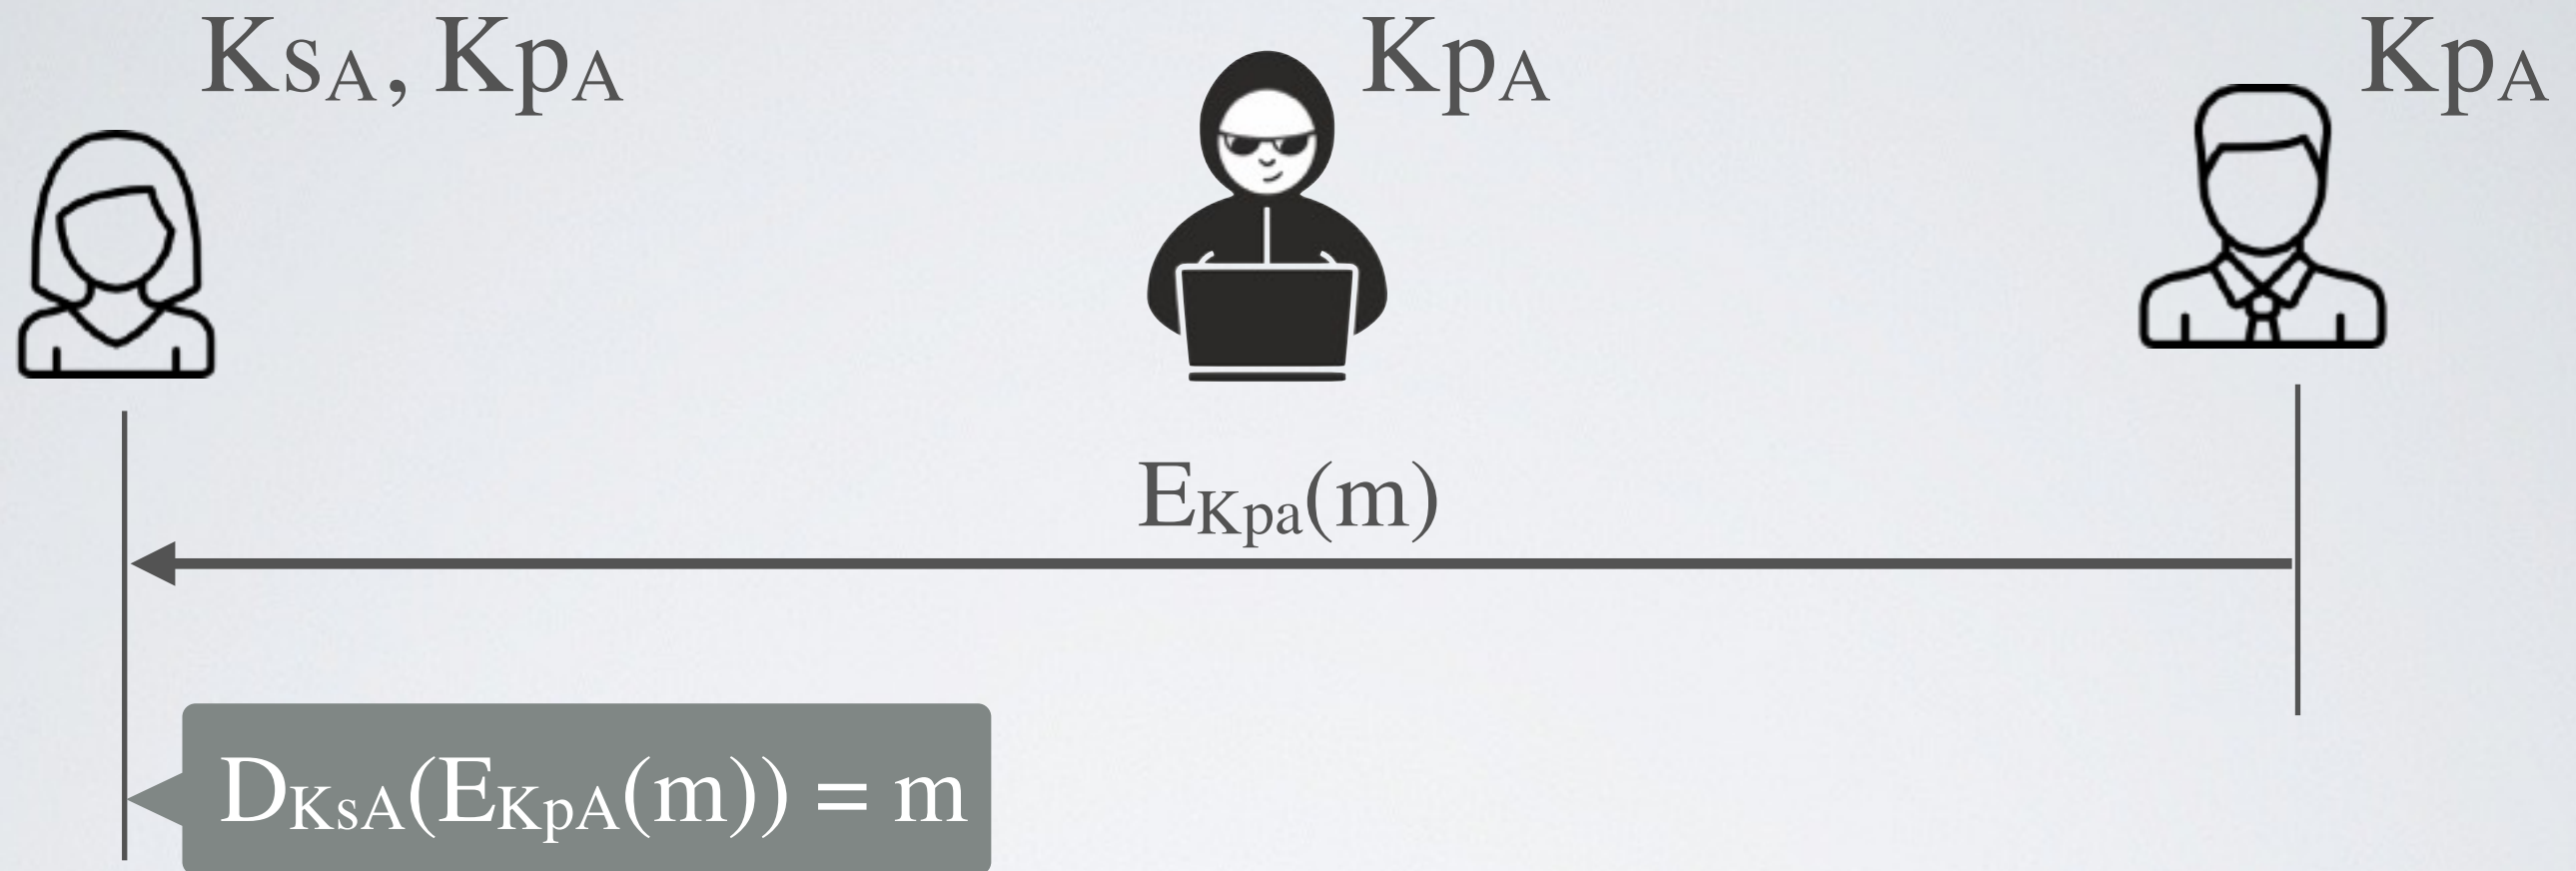 KsA, KpA
KpA
KpA
EKpa(m)
DKsA(EKpA(m)) = m